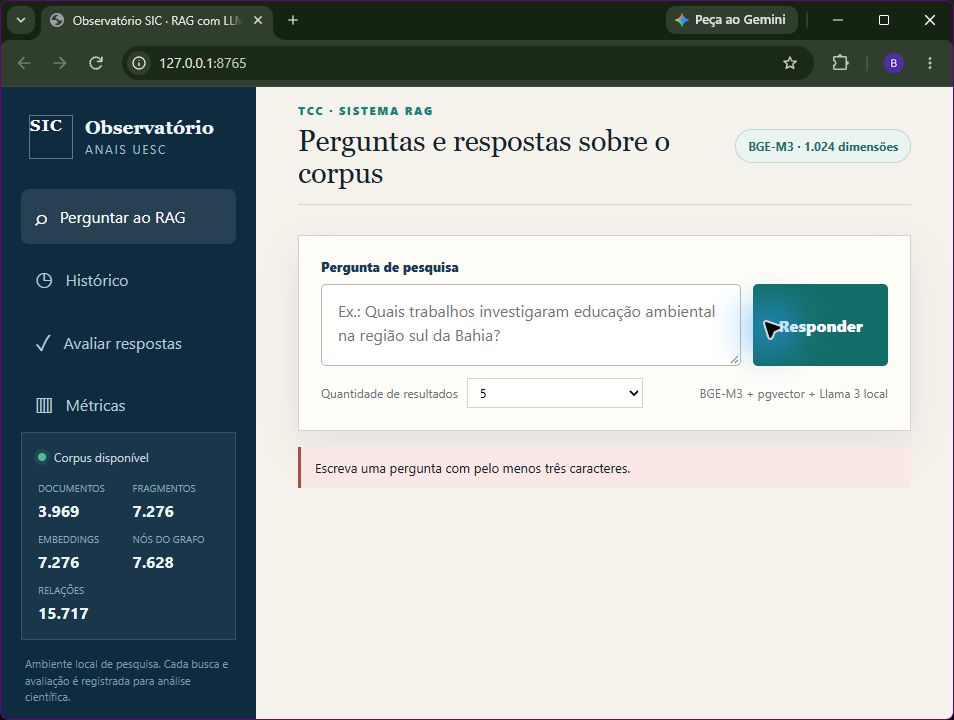 Observatório SIC · RAG com LLM
Peça ao Gemini
127.0.0.1:8765
B
SIC
Observatório
ANAIS UESC
Perguntar ao RAG
Histórico
Avaliar respostas
Métricas
Corpus disponível
DOCUMENTOS FRAGMENTOS
3.969 7.276
EMBEDDINGS NÓS DO GRAFO
7.276 7.628
RELAÇÕES
15.717
Ambiente local de pesquisa. Cada busca e
avaliação é registrada para análise
científica.
TCC · SISTEMA RAG
Perguntas e respostas sobre o
corpus
BGE-M3 · 1.024 dimensões
Pergunta de pesquisa
Ex.: Quais trabalhos investigaram educação ambiental
na região sul da Bahia?
Responder
Quantidade de resultados 5 BGE-M3 + pgvector + Llama 3 local
Escreva uma pergunta com pelo menos três caracteres.